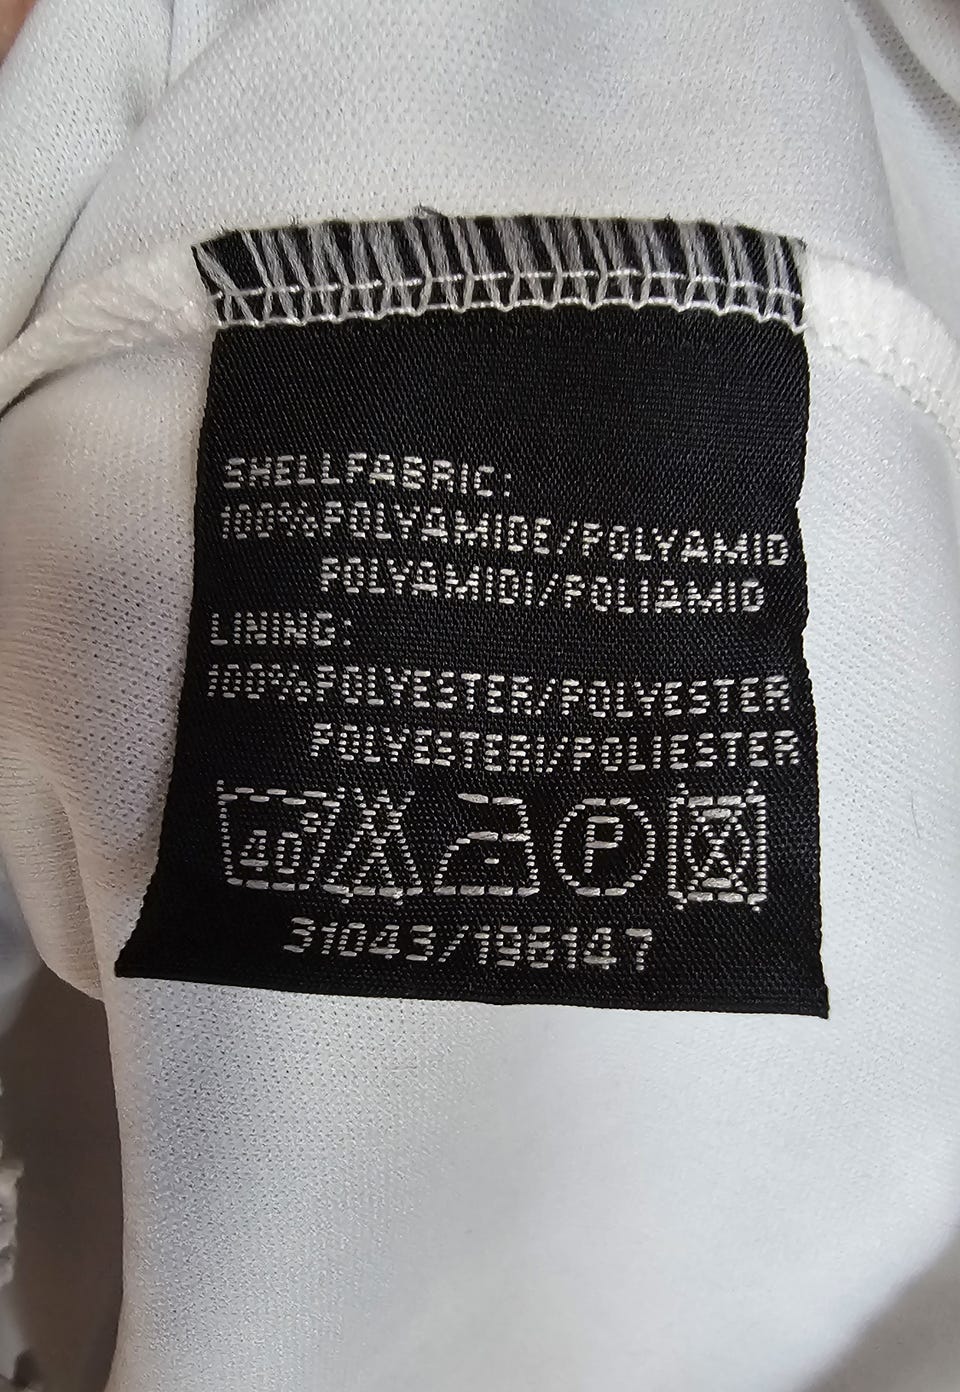 SHELLFABRIC:
100%POLYAMIDE/POLYAMID
POLYAMIDI/POLIAMID
LINING:
100%POLYESTER/POLYESTER
POLYESTERI/POLIESTER
40°
P
31043/196147